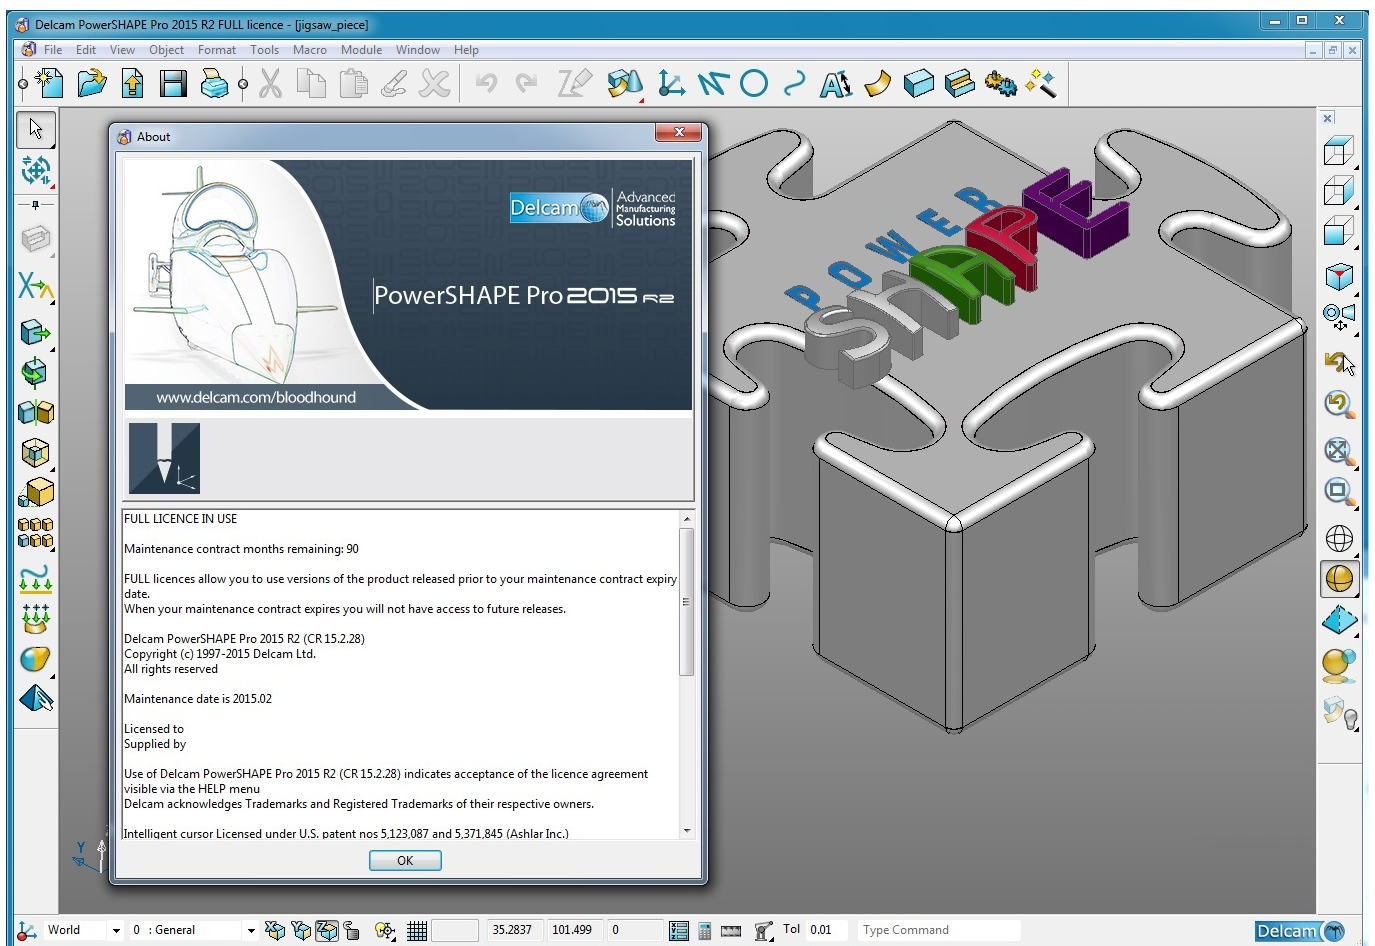 Delcam PowerSHAPE Pro 2015 R2 FULL licence - [jigsaw_piece]
File Edit View Object Format Tools Macro Module Window Help
About
Delcam
Advanced
Manufacturing
Solutions
PowerSHAPE Pro 2015 R2
www.delcam.com/bloodhound
POWER
SHAPE
FULL LICENCE IN USE
Maintenance contract months remaining: 90
FULL licences allow you to use versions of the product released prior to your maintenance contract expiry
date.
When your maintenance contract expires you will not have access to future releases.
Delcam PowerSHAPE Pro 2015 R2 (CR 15.2.28)
Copyright (c) 1997-2015 Delcam Ltd.
All rights reserved
Maintenance date is 2015.02
Licensed to
Supplied by
Use of Delcam PowerSHAPE Pro 2015 R2 (CR 15.2.28) indicates acceptance of the licence agreement
visible via the HELP menu
Delcam acknowledges Trademarks and Registered Trademarks of their respective owners.
Intelligent cursor Licensed under U.S. patent nos 5,123,087 and 5,371,845 (Ashlar Inc.)
OK
Y
World 0 : General 35.2837 101.499 0 Tol 0.01 Type Command Delcam